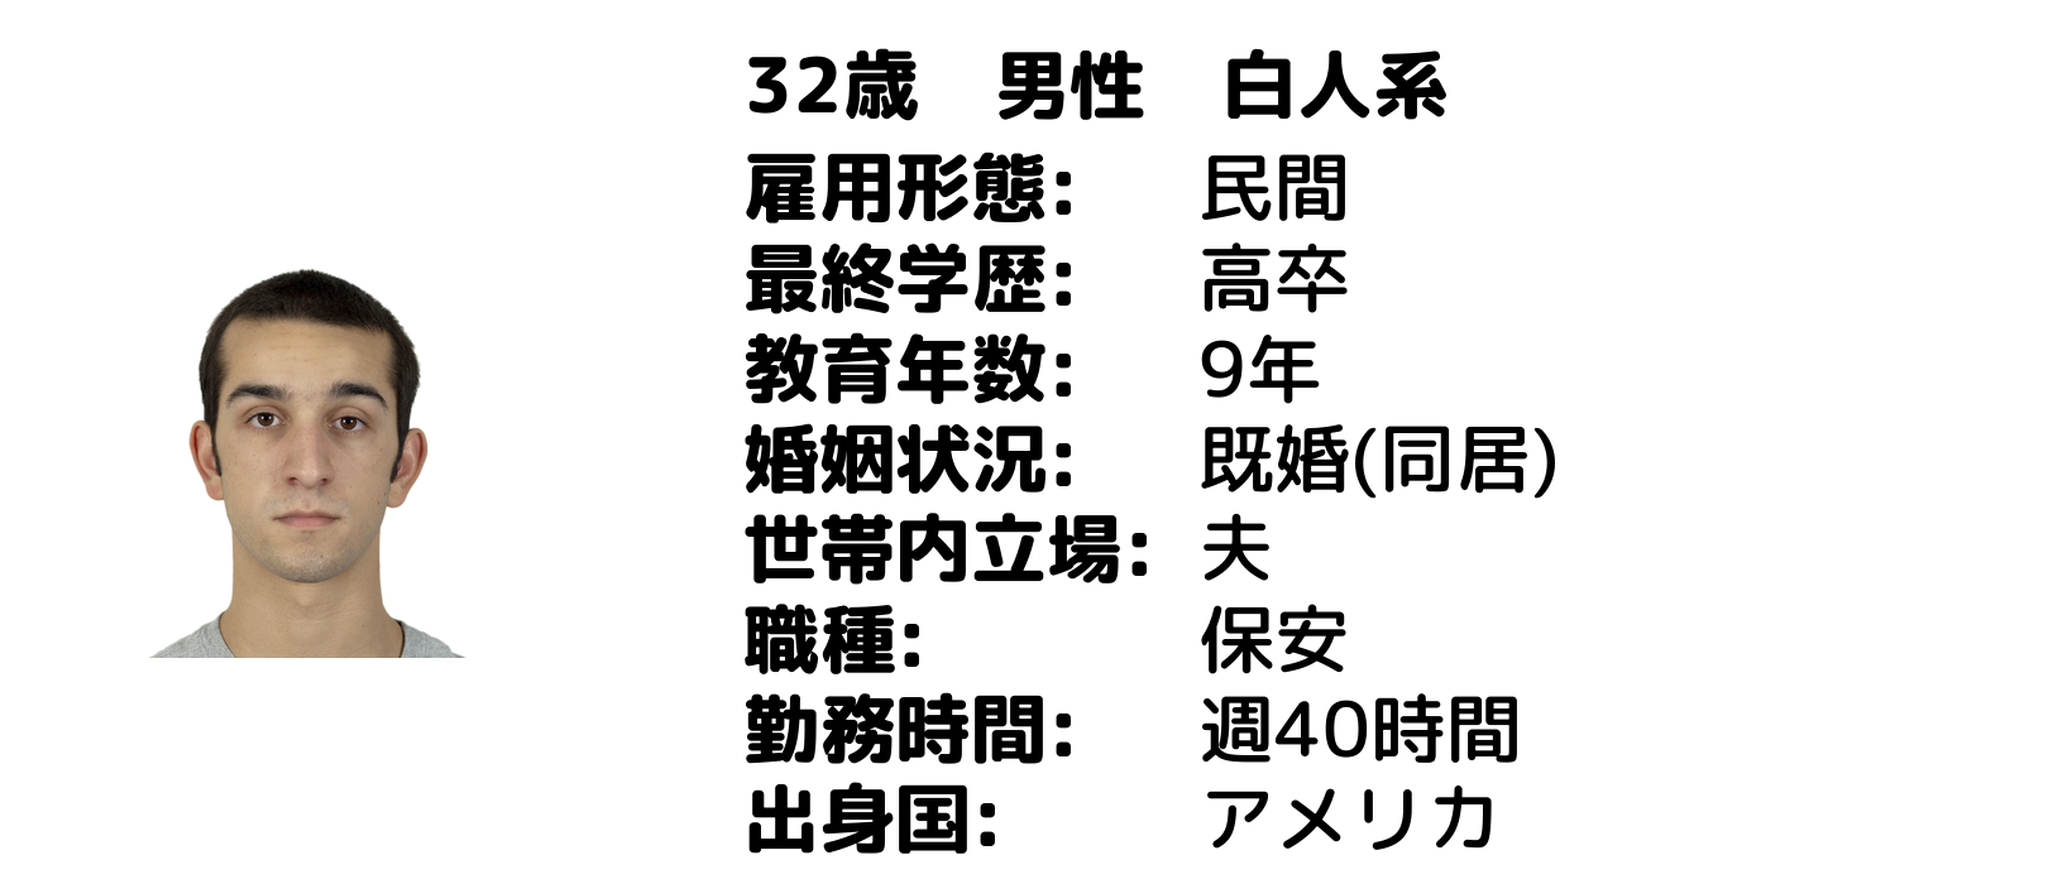 32歳　男性　白人系
雇用形態:　民間
最終学歴:　高卒
教育年数:　9年
婚姻状況:　既婚(同居)
世帯内立場:　夫
職種:　保安
勤務時間:　週40時間
出身国:　アメリカ